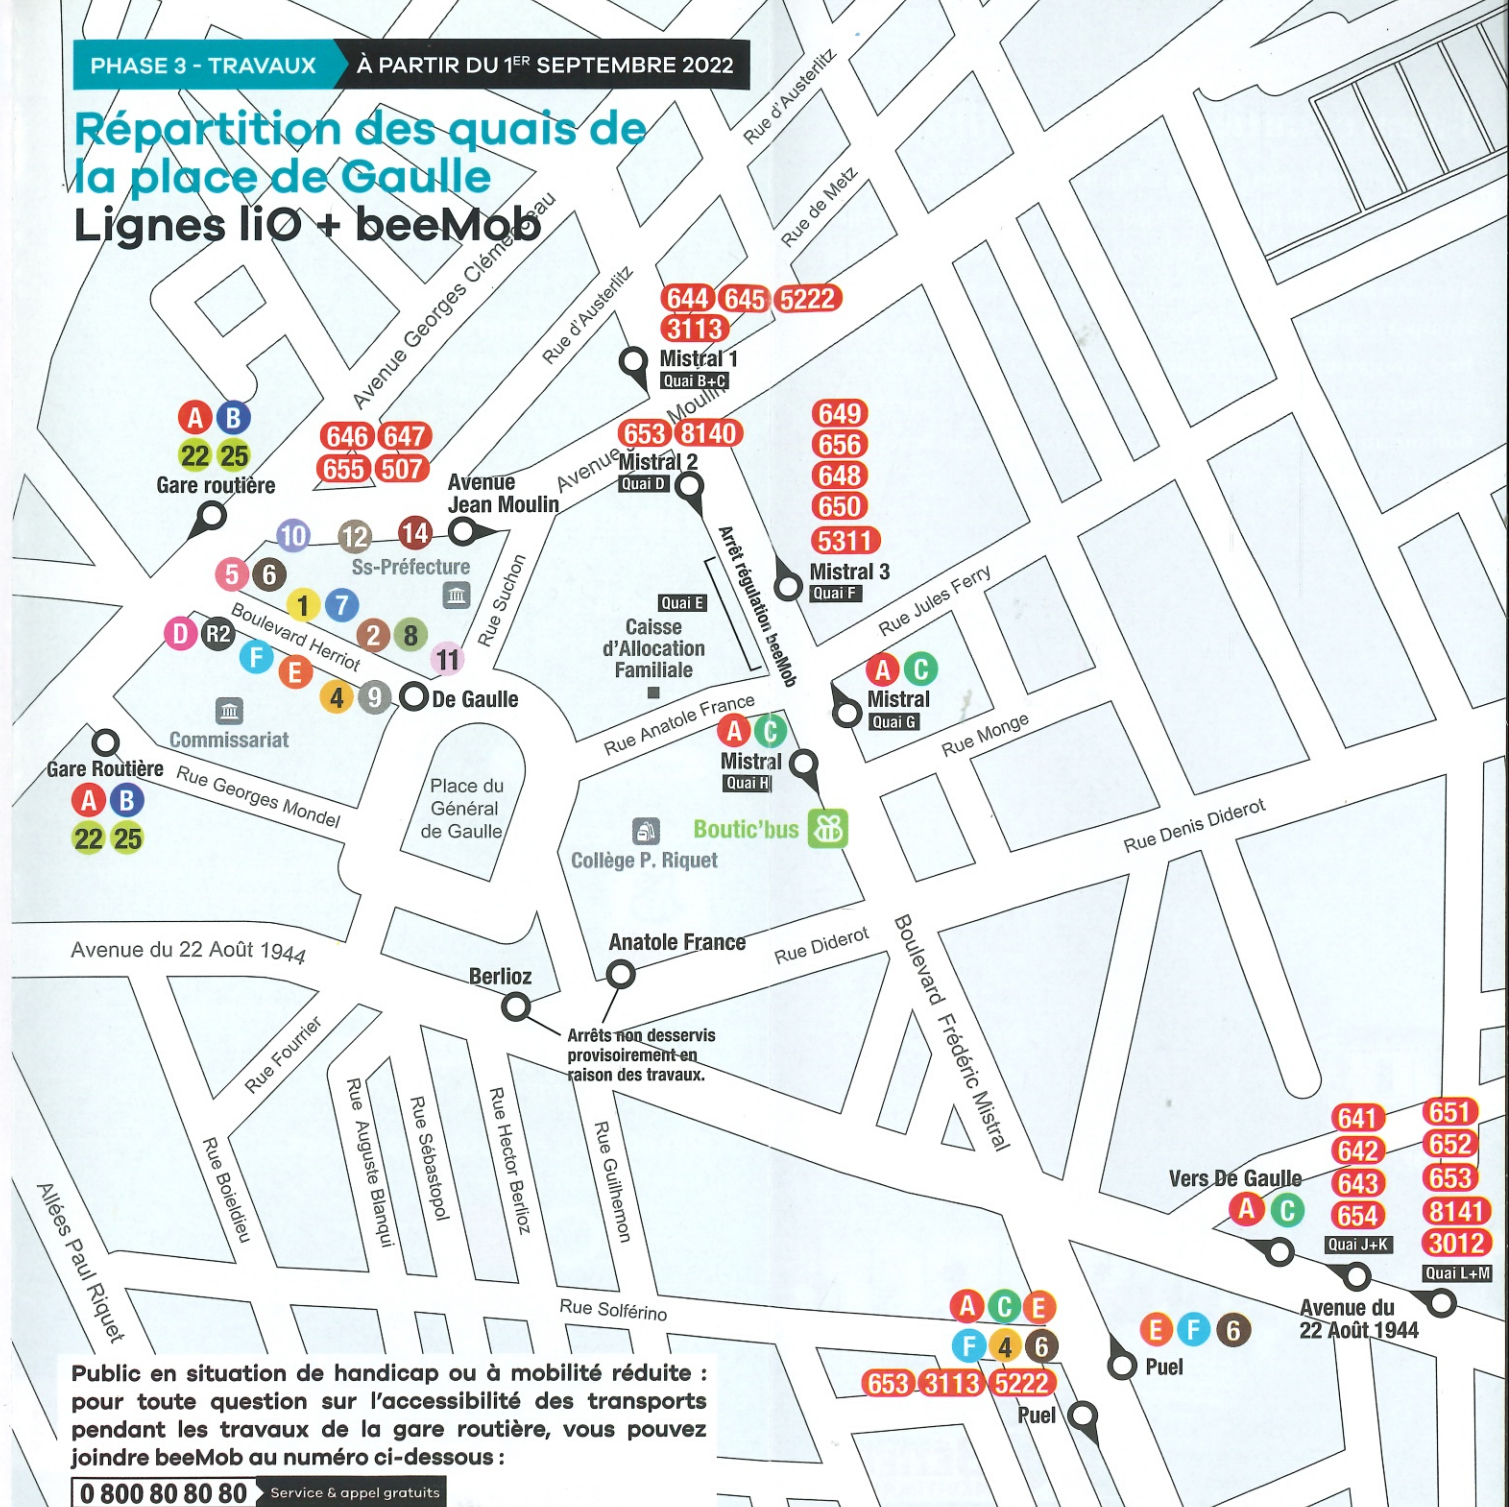 PHASE 3 - TRAVAUX
À PARTIR DU 1ER SEPTEMBRE 2022
Répartition des quais de
la place de Gaulle
Lignes liO + beeMob
Rue d'Austerlitz
Rue de Metz
Avenue Georges Clémenceau
Rue d'Austerlitz
644 645 5222
3113
Mistral 1
Quai B+C
A B
22 25
Gare routière
646 647
655 507
Avenue
Jean Moulin
Avenue
Moulin
653 8140
Mistral 2
Quai D
649
656
648
650
5311
Mistral 3
Quai F
10 12 14
Ss-Préfecture
5 6
1 7
2 8
11
Boulevard Herriot
D R2
F
E
4 9
De Gaulle
Rue Suchon
Arrêt régulation beeMob
Quai E
Caisse
d'Allocation
Familiale
Rue Jules Ferry
A C
Mistral
Quai G
Rue Anatole France
A C
Mistral
Quai H
Rue Monge
Commissariat
Gare Routière
A B
22 25
Rue Georges Mondel
Place du
Général
de Gaulle
Boutic'bus
Collège P. Riquet
Rue Denis Diderot
Avenue du 22 Août 1944
Anatole France
Rue Diderot
Berlioz
Arrêts non desservis
provisoirement en
raison des travaux.
Boulevard Frédéric Mistral
Rue Fourrier
Rue Boieldieu
Rue Auguste Blanqui
Rue Sébastopol
Rue Hector Berlioz
Rue Guilhemon
Allées Paul Riquet
Rue Solférino
Vers De Gaulle
A C
641
642
643
654
Quai J+K
651
652
653
8141
3012
Quai L+M
Avenue du
22 Août 1944
A C E
F 4 6
653 3113 5222
Puel
E F 6
Puel
Public en situation de handicap ou à mobilité réduite :
pour toute question sur l'accessibilité des transports
pendant les travaux de la gare routière, vous pouvez
joindre beeMob au numéro ci-dessous :
0 800 80 80 80
Service & appel gratuits